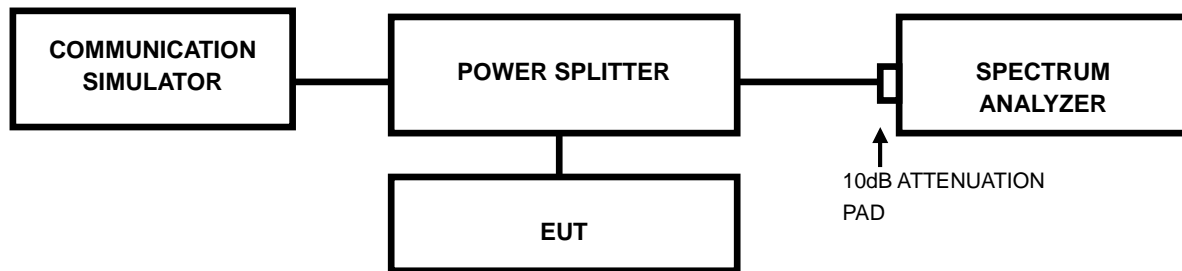 COMMUNICATION
SIMULATOR
POWER SPLITTER
SPECTRUM
ANALYZER
10dB ATTENUATION
PAD
EUT